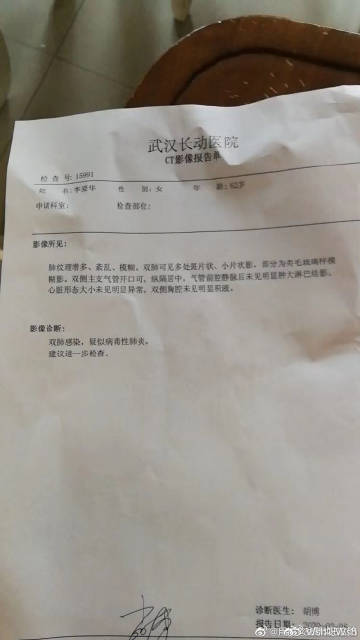 武汉长动医院
CT影像报告单
检 查 号: 15991
姓 名: 李爱华 性 别: 女 年 龄: 62岁
申请科室: 检查部位:
影像所见:
肺纹理增多、紊乱、模糊。双肺可见多处斑片状、小片状影，部分为类毛玻璃样模
糊影。双侧主支气管开口可，纵隔居中，气管前腔静脉后未见明显肿大淋巴结影。
心脏形态大小未见明显异常，双侧胸腔未见明显积液。
影像诊断:
双肺感染，疑似病毒性肺炎。
建议进一步检查。
诊断医生: 胡博
报告日期: